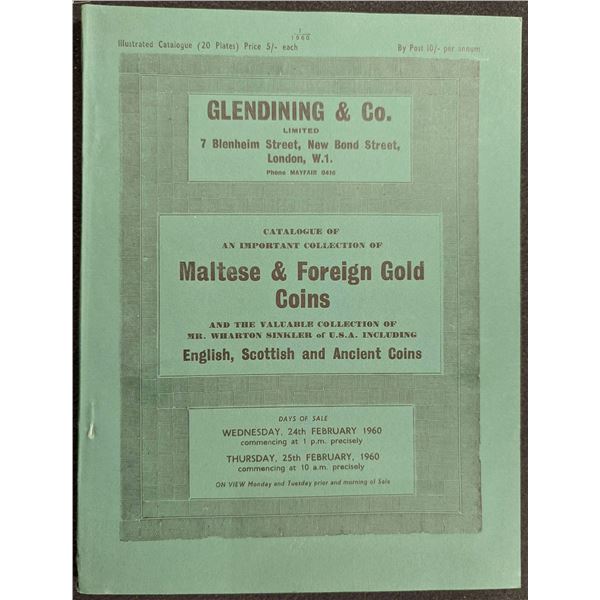 1
1960
Illustrated Catalogue (20 Plates) Price 5/- each
By Post 10/- per annum
GLENDINING & Co.
LIMITED
7 Blenheim Street, New Bond Street,
London, W.1.
Phone MAYFAIR 0416
CATALOGUE OF
AN IMPORTANT COLLECTION OF
Maltese & Foreign Gold
Coins
AND THE VALUABLE COLLECTION OF
MR. WHARTON SINKLER of U.S.A. INCLUDING
English, Scottish and Ancient Coins
DAYS OF SALE
WEDNESDAY, 24th FEBRUARY 1960
commencing at 1 p.m. precisely
THURSDAY, 25th FEBRUARY, 1960
commencing at 10 a.m. precisely
ON VIEW Monday and Tuesday prior and morning of Sale